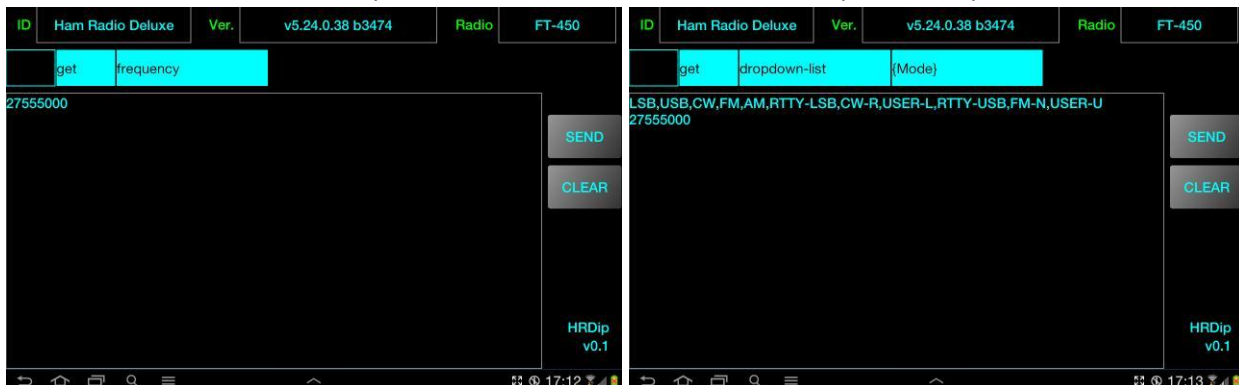 ID Ham Radio Deluxe Ver. v5.24.0.38 b3474 Radio FT-450
get frequency
27555000
SEND
CLEAR
HRDip
v0.1
17:12
ID Ham Radio Deluxe Ver. v5.24.0.38 b3474 Radio FT-450
get dropdown-list {Mode}
LSB,USB,CW,FM,AM,RTTY-LSB,CW-R,USER-L,RTTY-USB,FM-N,USER-U
27555000
SEND
CLEAR
HRDip
v0.1
17:13